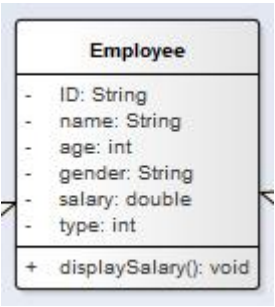 Employee
- ID: String
- name: String
- age: int
- gender: String
- salary: double
- type: int
+ displaySalary(): void